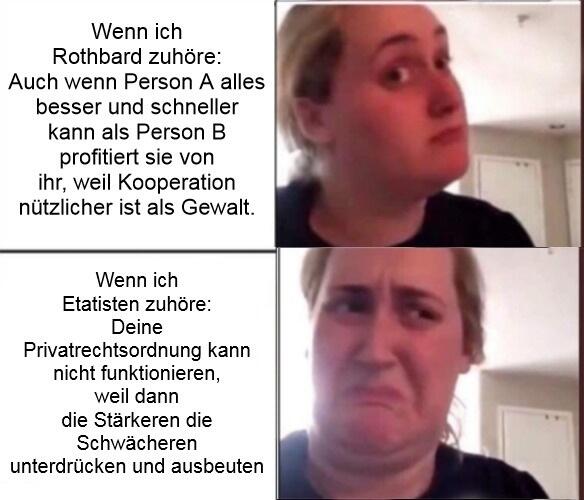 Wenn ich
Rothbard zuhöre:
Auch wenn Person A alles
besser und schneller
kann als Person B
profitiert sie von
ihr, weil Kooperation
nützlicher ist als Gewalt.
Wenn ich
Etatisten zuhöre:
Deine
Privatrechtsordnung kann
nicht funktionieren,
weil dann
die Stärkeren die
Schwächeren
unterdrücken und ausbeuten